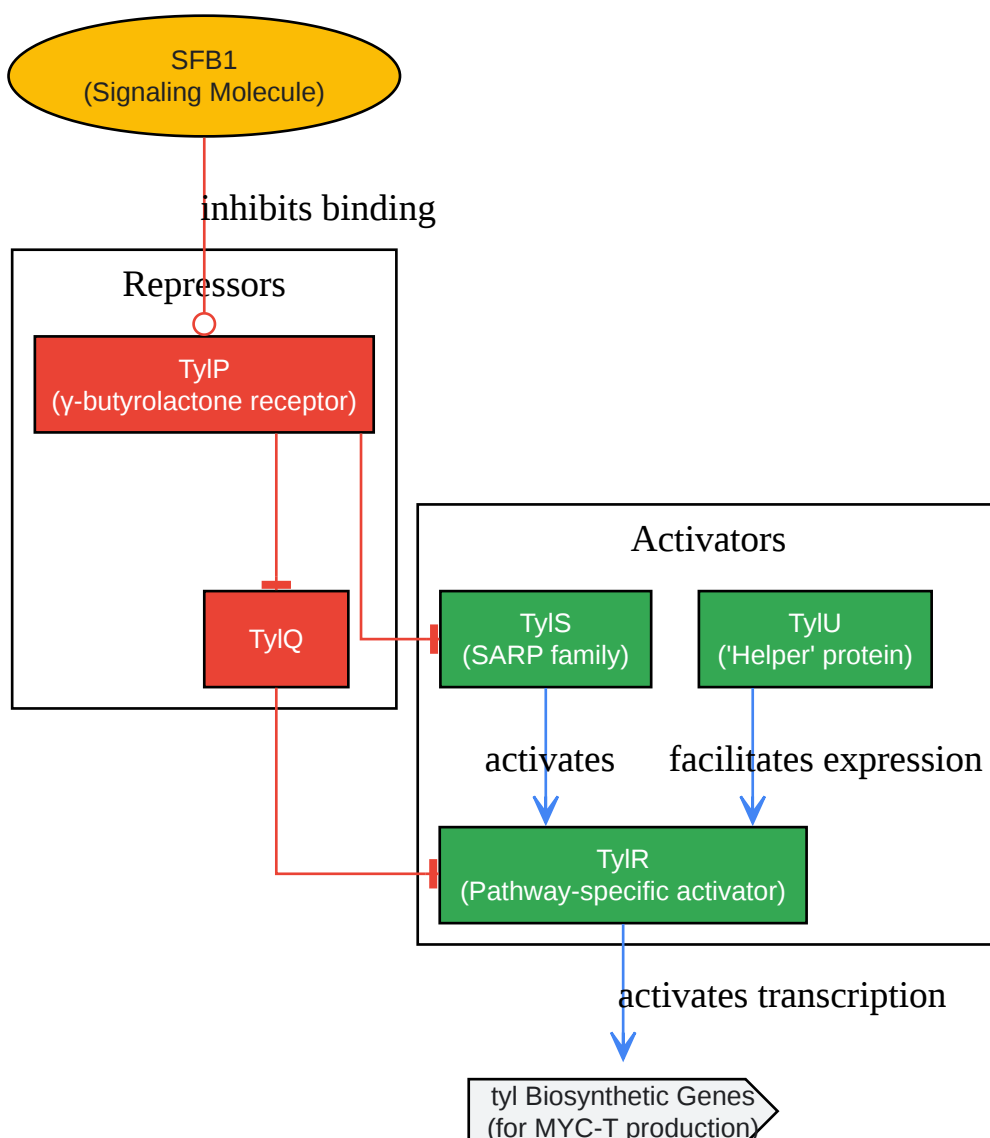 SFB1
(Signaling Molecule)
inhibits binding
Repressors
TylP
(γ-butyrolactone receptor)
Activators
TylQ
TylS
(SARP family)
TylU
('Helper' protein)
activates
facilitates expression
TylR
(Pathway-specific activator)
activates transcription
tyl Biosynthetic Genes
(for MYC-T production)